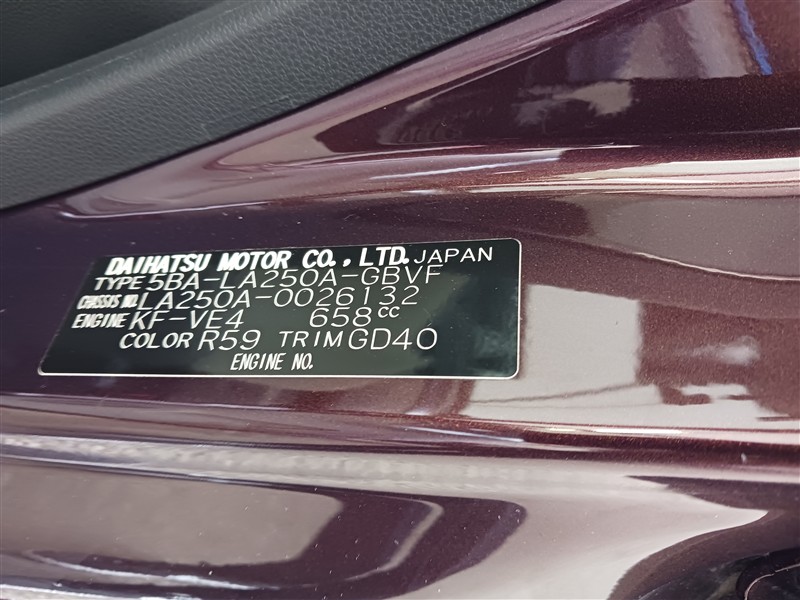 DAIHATSU MOTOR CO., LTD. JAPAN
TYPE 5BA-LA250A-GBVF
CHASSIS NO. LA250A-0026132
ENGINE KF-VE4 658cc
COLOR R59 TRIM GD40
ENGINE NO.